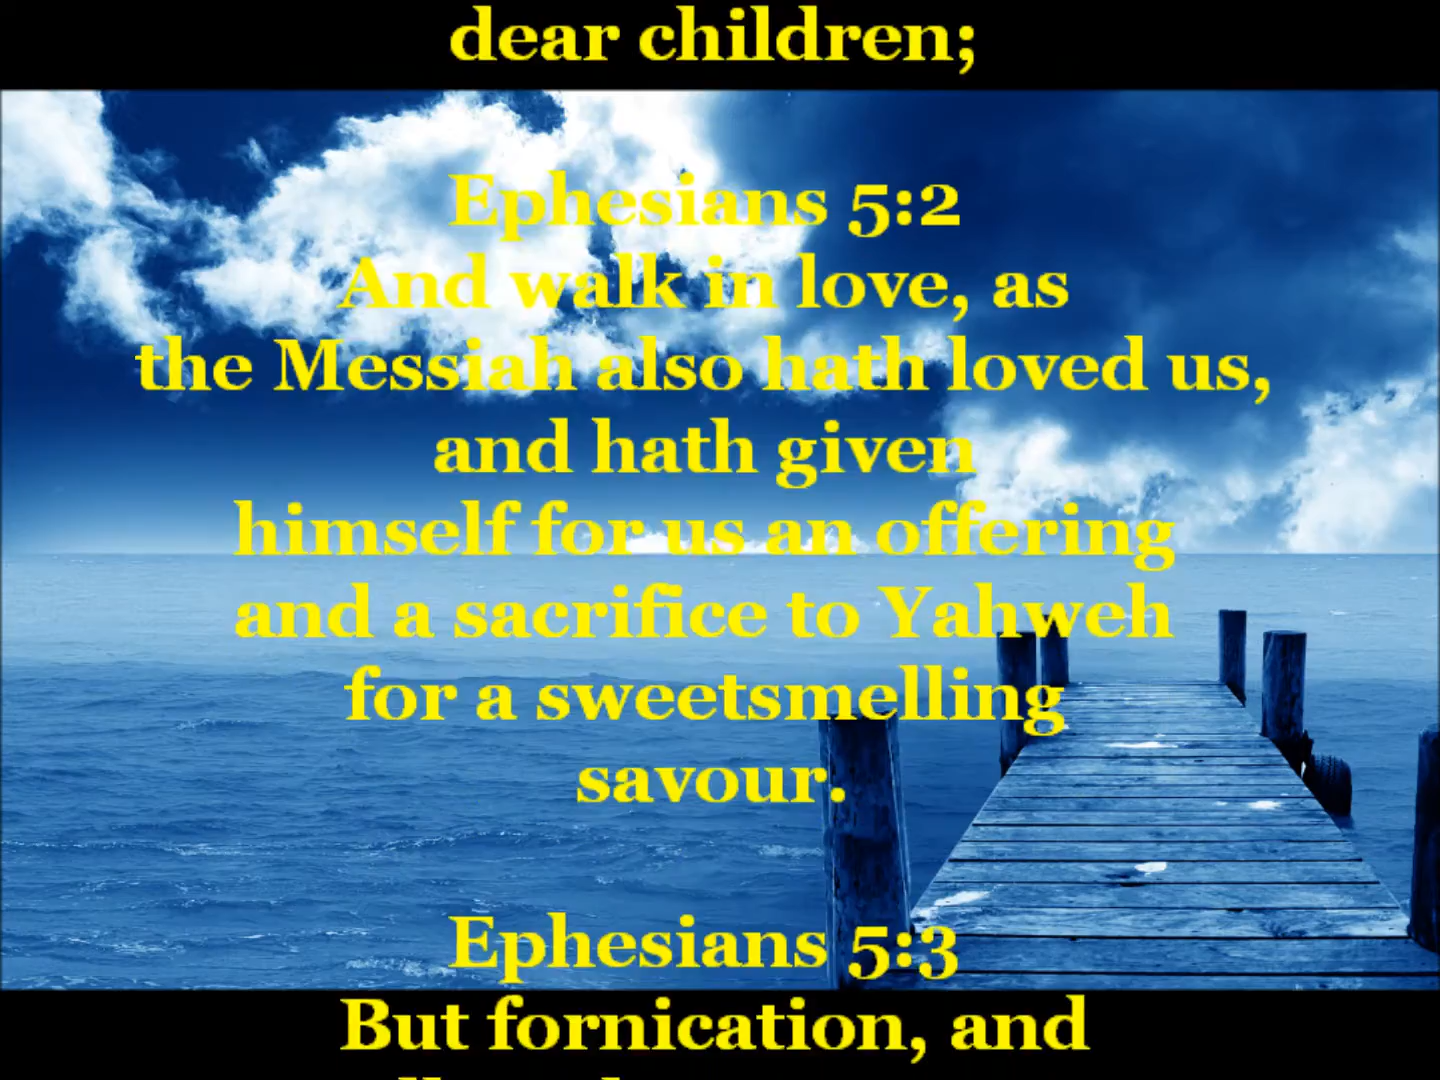 dear children;
Ephesians 5:2
And walk in love, as
the Messiah also hath loved us,
and hath given
himself for us an offering
and a sacrifice to Yahweh
for a sweetsmelling
savour.
Ephesians 5:3
But fornication, and